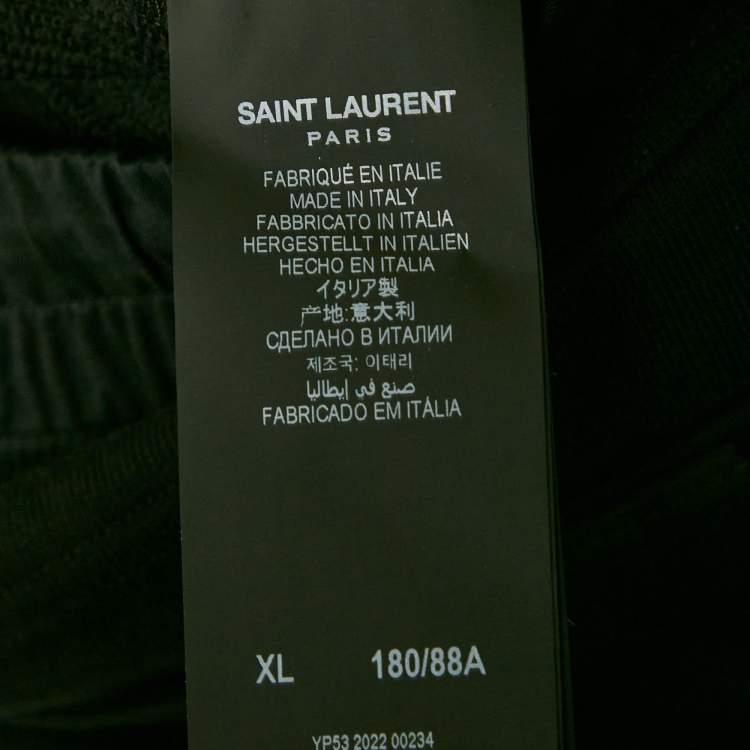 SAINT LAURENT
PARIS
FABRIQUÉ EN ITALIE
MADE IN ITALY
FABBRICATO IN ITALIA
HERGESTELLT IN ITALIEN
HECHO EN ITALIA
イタリア製
产地:意大利
СДЕЛАНО В ИТАЛИИ
제조국: 이태리
صنع في إيطاليا
FABRICADO EM ITÁLIA
XL 180/88A
YP53 2022 00234